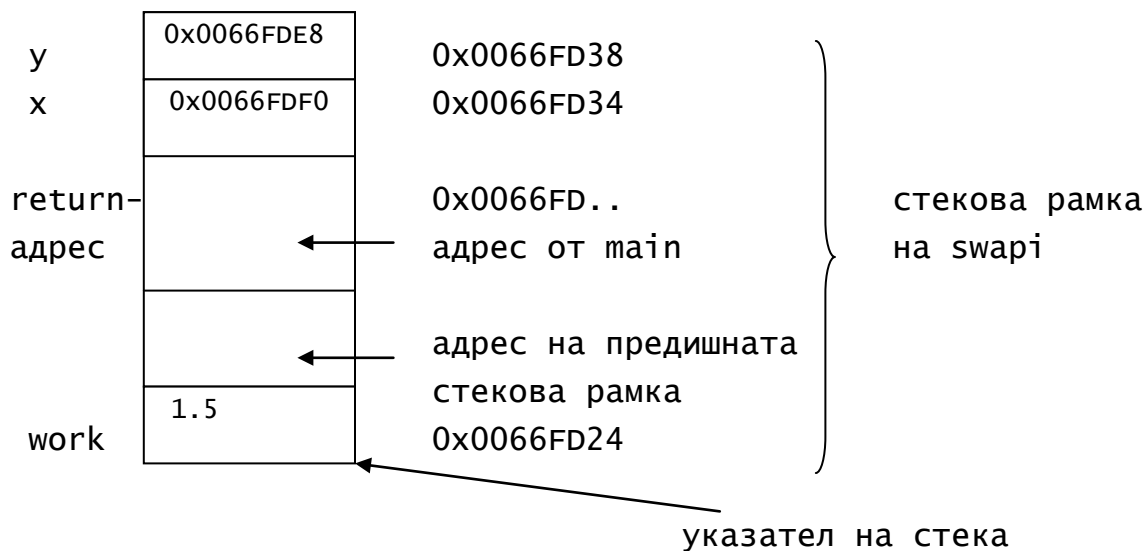 0x0066FDE8
y 0x0066FD38
x 0x0066FDF0 0x0066FD34
return- 0x0066FD.. стекова рамка
адрес адрес от main на swapi
адрес на предишната
стекова рамка
1.5
work 0x0066FD24
указател на стека